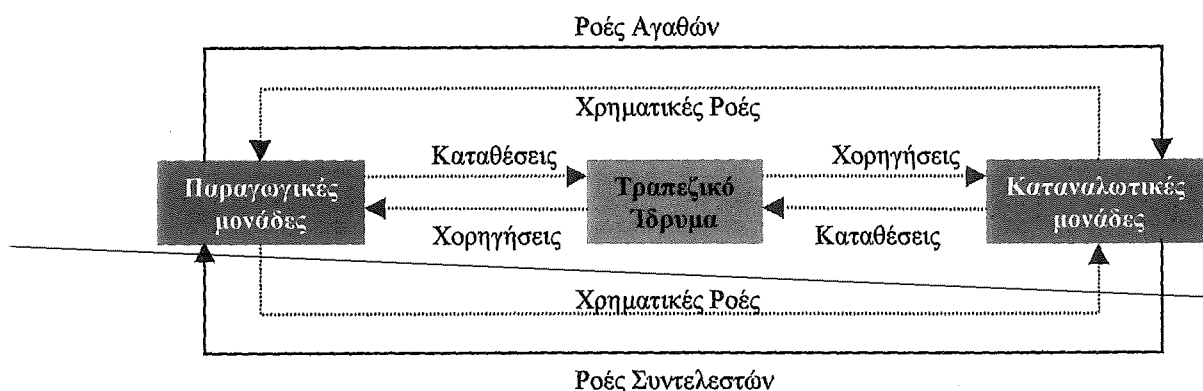 Ροές Αγαθών
Χρηματικές Ροές
Καταθέσεις
Χορηγήσεις
Παραγωγικές
μονάδες
Τραπεζικό
Ίδρυμα
Καταναλωτικές
μονάδες
Χορηγήσεις
Καταθέσεις
Χρηματικές Ροές
Ροές Συντελεστών